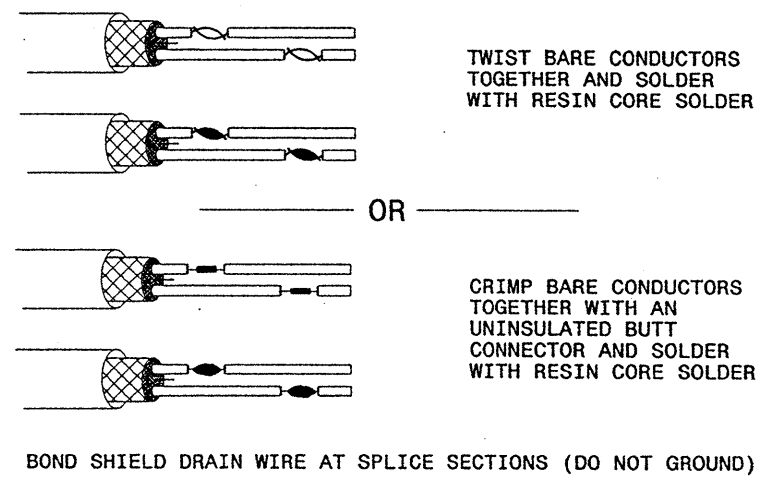 TWIST BARE CONDUCTORS
TOGETHER AND SOLDER
WITH RESIN CORE SOLDER
OR
CRIMP BARE CONDUCTORS
TOGETHER WITH AN
UNINSULATED BUTT
CONNECTOR AND SOLDER
WITH RESIN CORE SOLDER
BOND SHIELD DRAIN WIRE AT SPLICE SECTIONS (DO NOT GROUND)